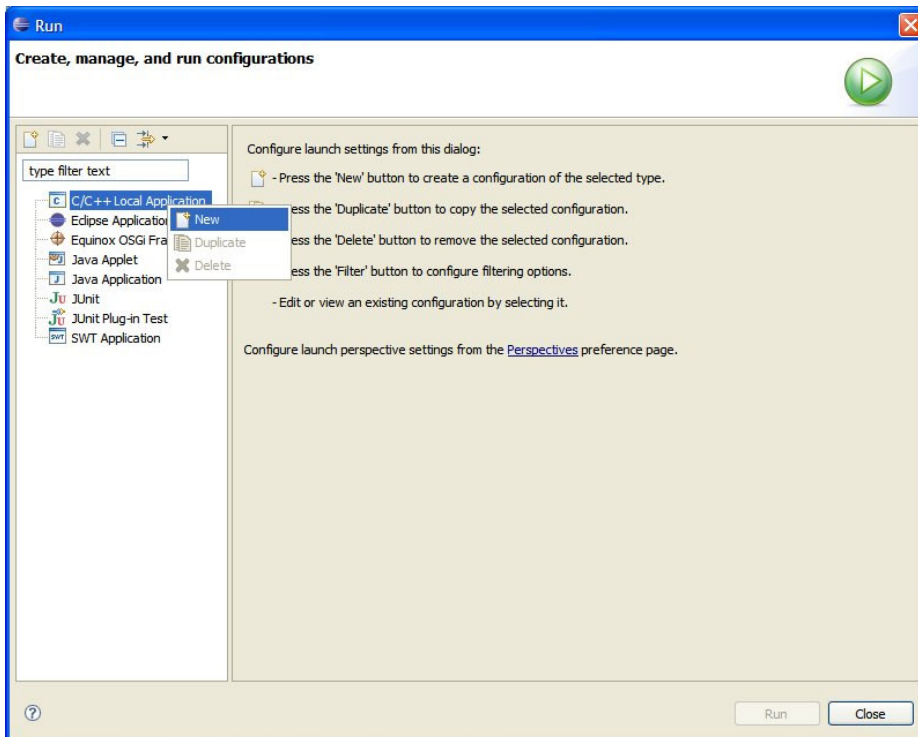 Run
Create, manage, and run configurations
type filter text
C/C++ Local Application
Eclipse Application
Equinox OSGi Fra
Java Applet
Java Application
JUnit
JUnit Plug-in Test
SWT Application
New
Duplicate
Delete
Configure launch settings from this dialog:
- Press the 'New' button to create a configuration of the selected type.
ress the 'Duplicate' button to copy the selected configuration.
ress the 'Delete' button to remove the selected configuration.
ress the 'Filter' button to configure filtering options.
- Edit or view an existing configuration by selecting it.
Configure launch perspective settings from the Perspectives preference page.
Run
Close